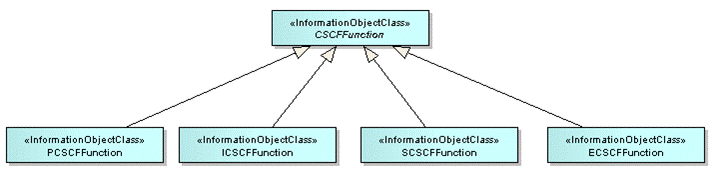 «InformationObjectClass»
CSCFFunction
«InformationObjectClass»
PCSCFFunction
«InformationObjectClass»
ICSCFFunction
«InformationObjectClass»
SCSCFFunction
«InformationObjectClass»
ECSCFFunction